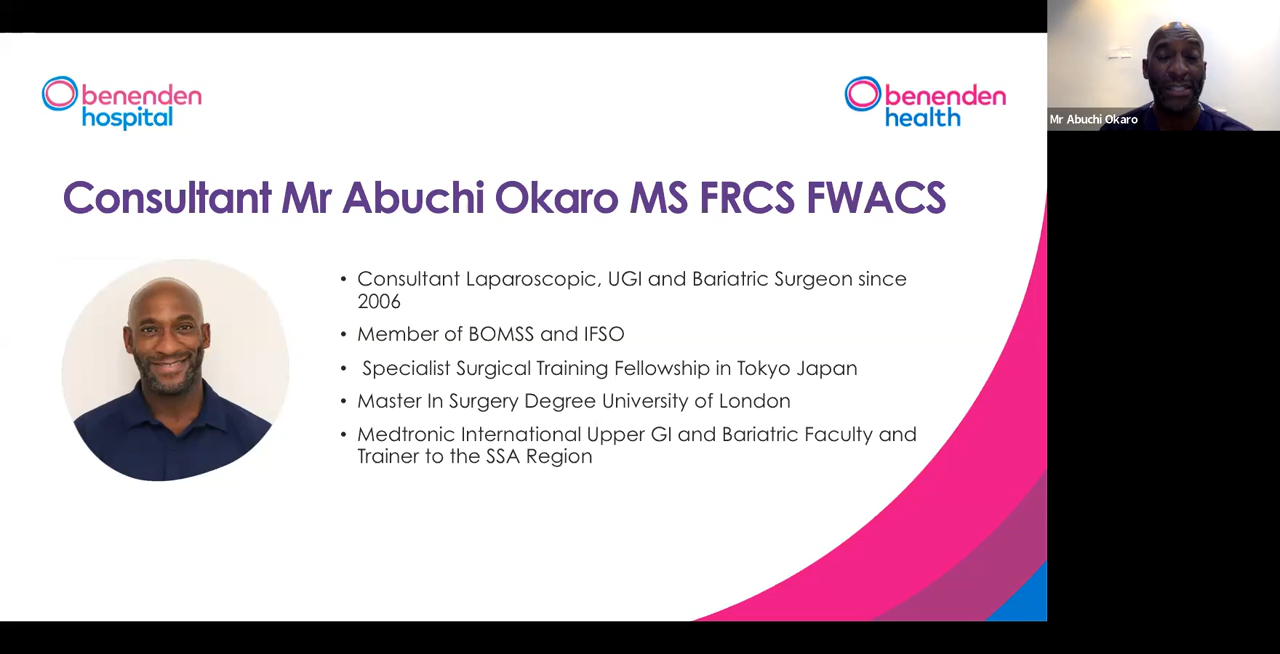 benenden
hospital
benenden
health
Mr Abuchi Okaro
Consultant Mr Abuchi Okaro MS FRCS FWACS
• Consultant Laparoscopic, UGI and Bariatric Surgeon since
2006
• Member of BOMSS and IFSO
• Specialist Surgical Training Fellowship in Tokyo Japan
• Master In Surgery Degree University of London
• Medtronic International Upper GI and Bariatric Faculty and
Trainer to the SSA Region